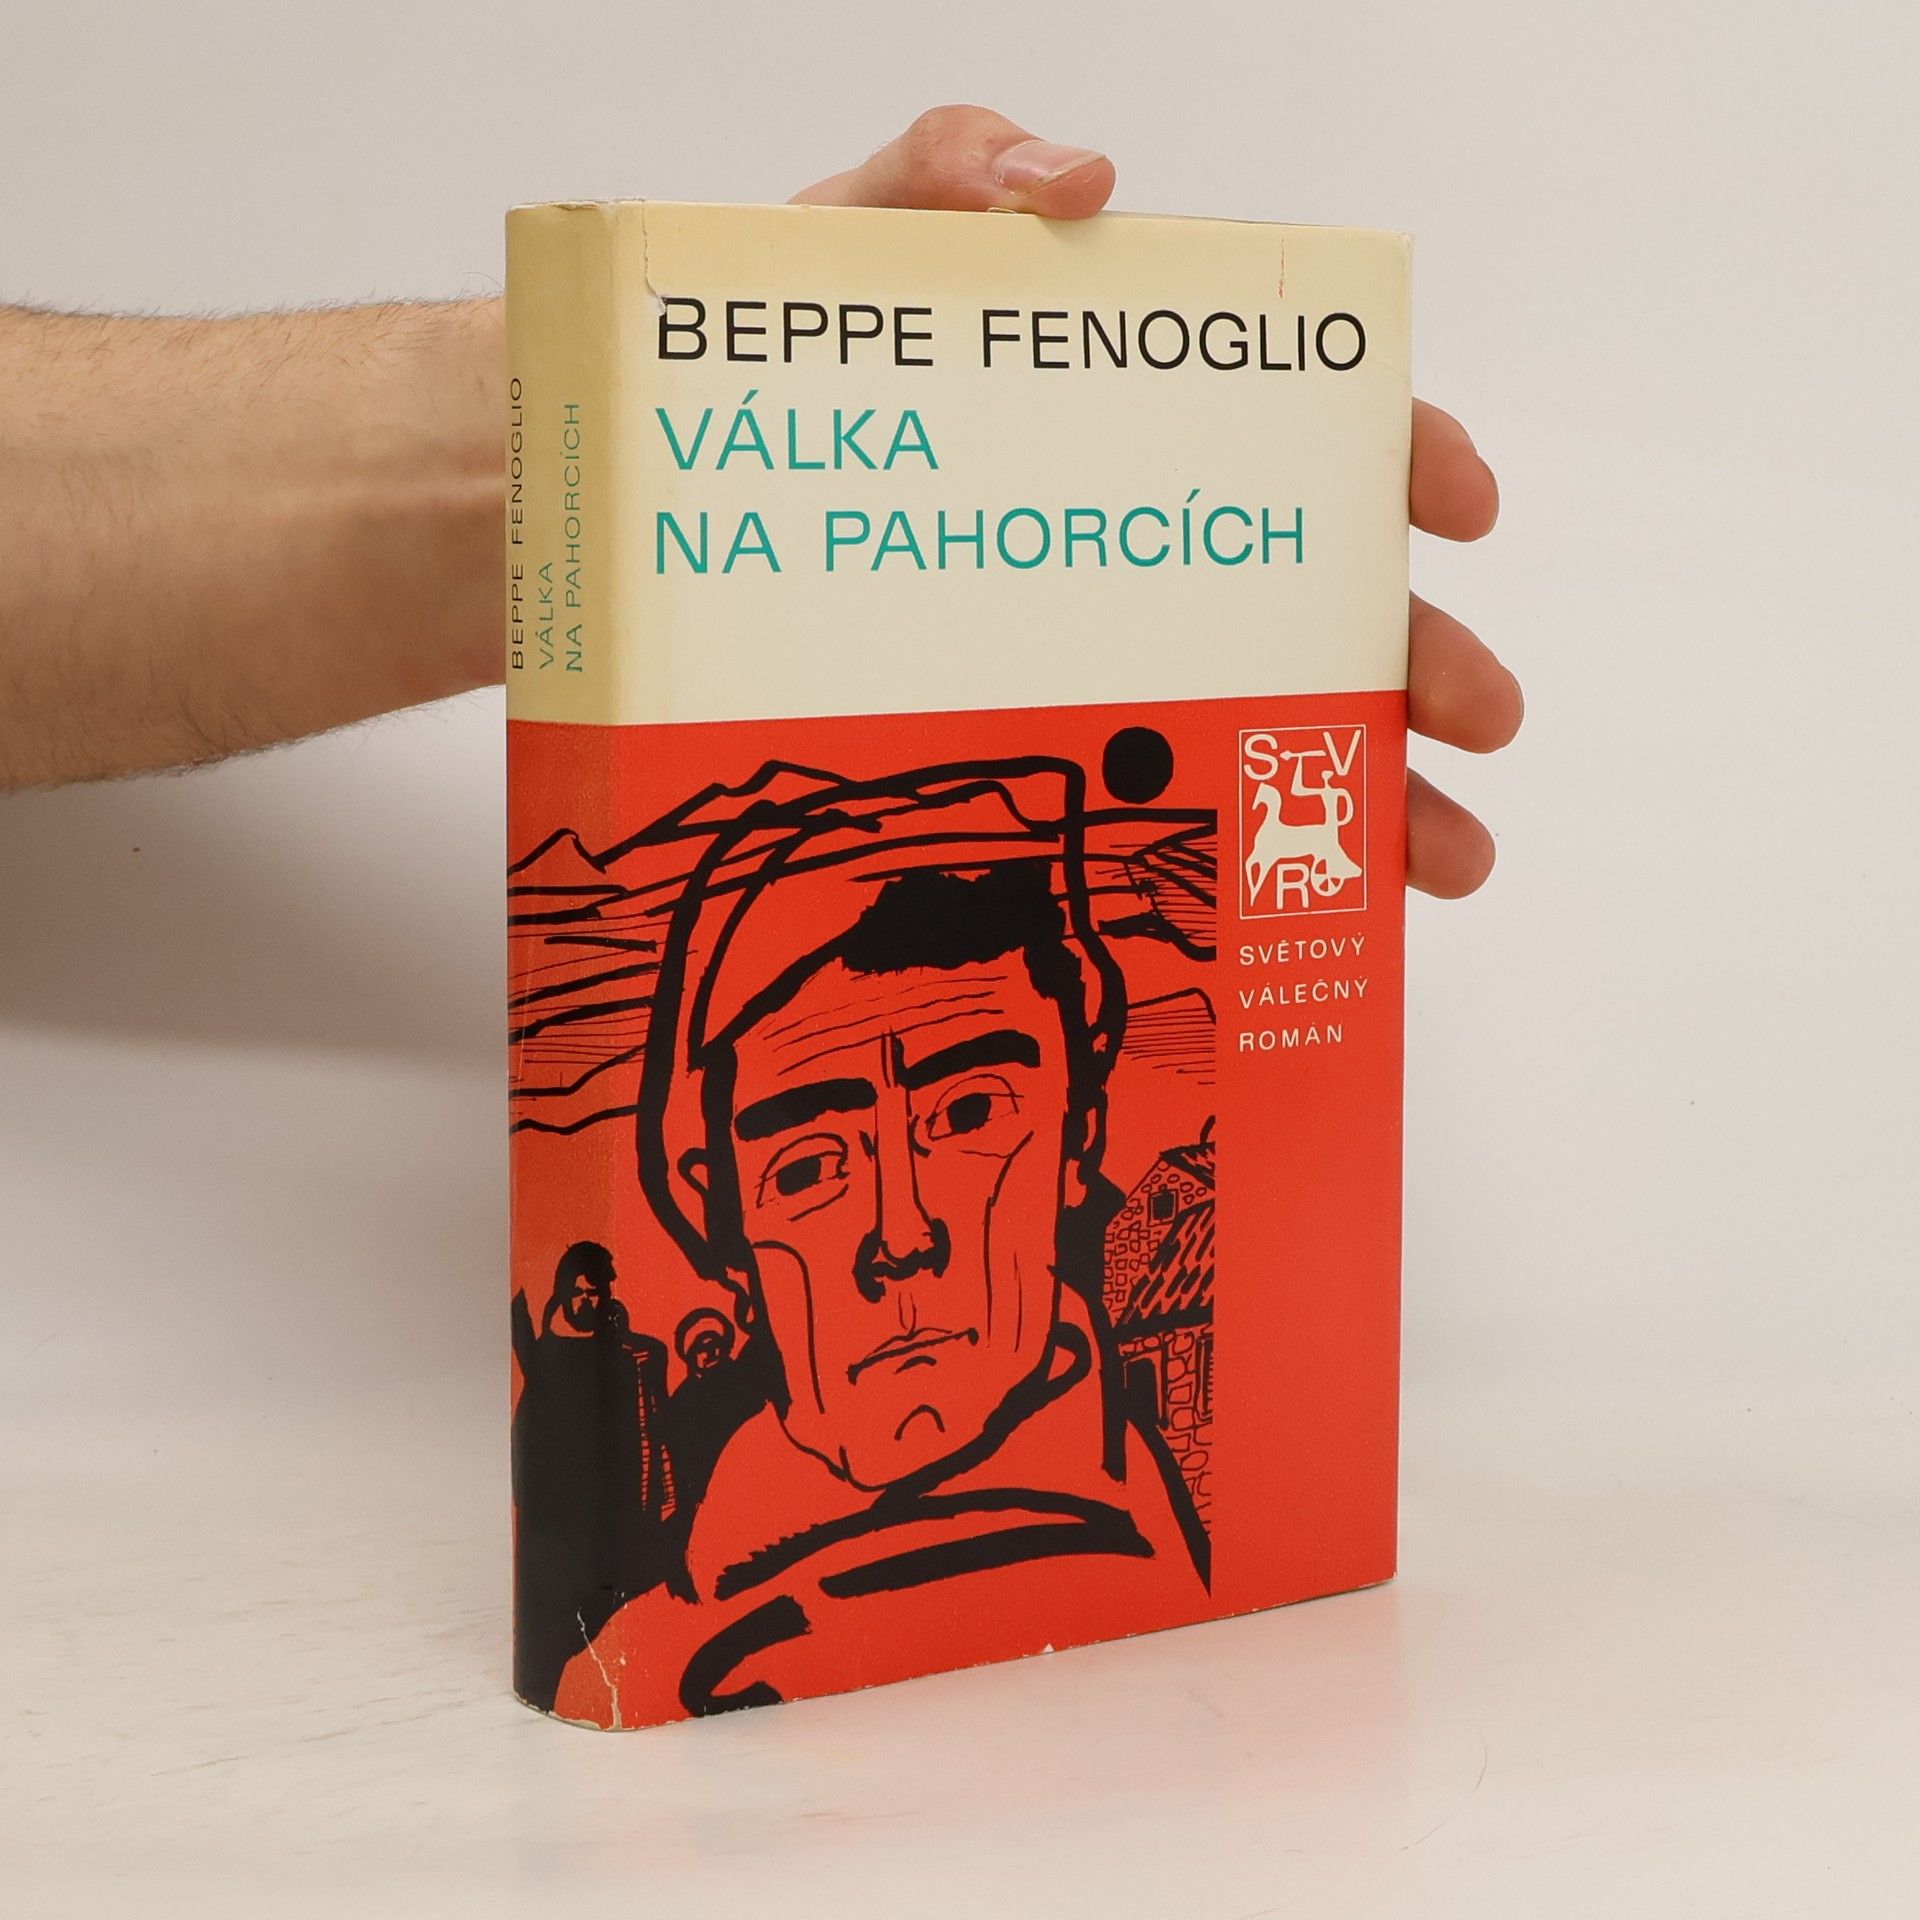 BEPPE FENOGLIO
VÁLKA
NA PAHORCÍCH
BEPPE FENOGLIO
VÁLKA
NA PAHORCÍCH
S V
R
SVĚTOVÝ
VÁLEČNÝ
ROMÁN